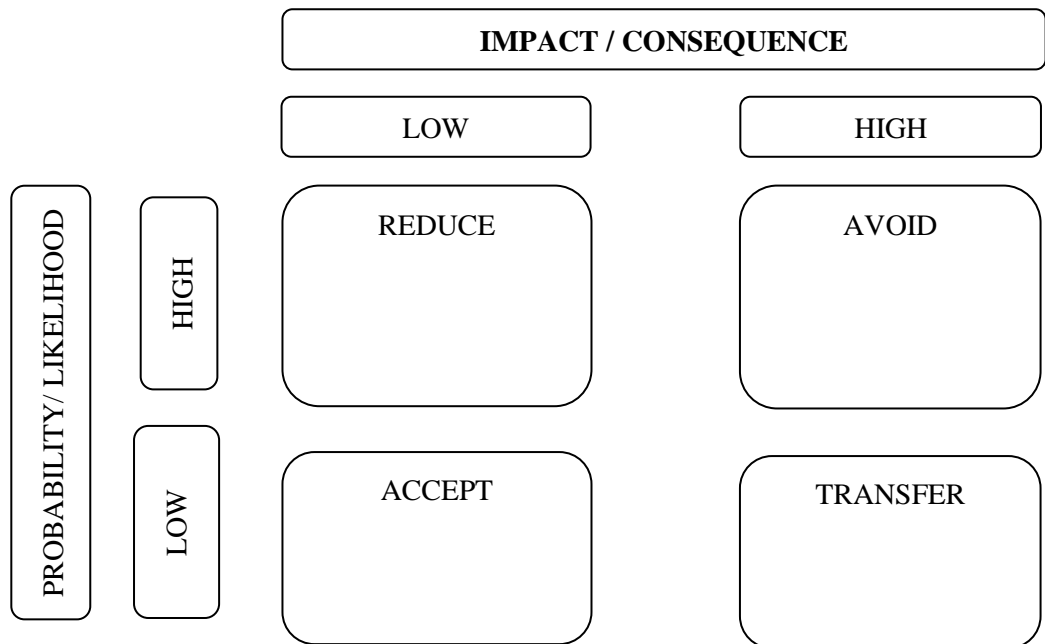 IMPACT / CONSEQUENCE
LOW
HIGH
PROBABILITY/ LIKELIHOOD
HIGH
REDUCE
AVOID
LOW
ACCEPT
TRANSFER